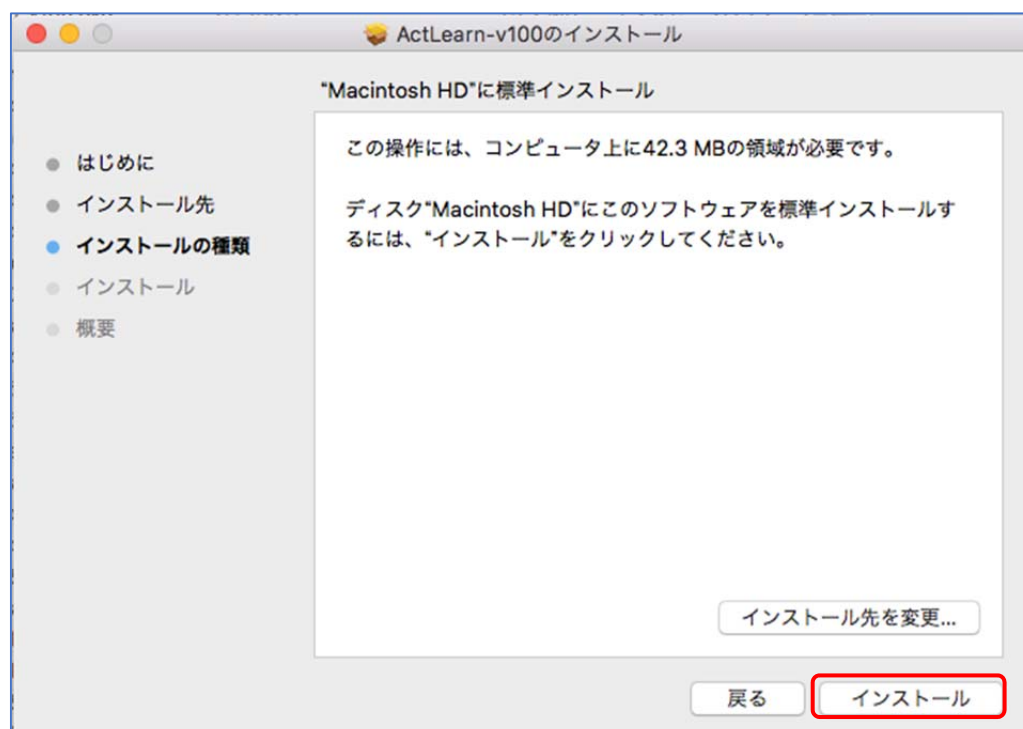 ActLearn-v100のインストール
“Macintosh HD”に標準インストール
はじめに
インストール先
インストールの種類
インストール
概要
この操作には、コンピュータ上に42.3 MBの領域が必要です。
ディスク“Macintosh HD”にこのソフトウェアを標準インストールす
るには、“インストール”をクリックしてください。
インストール先を変更...
戻る
インストール